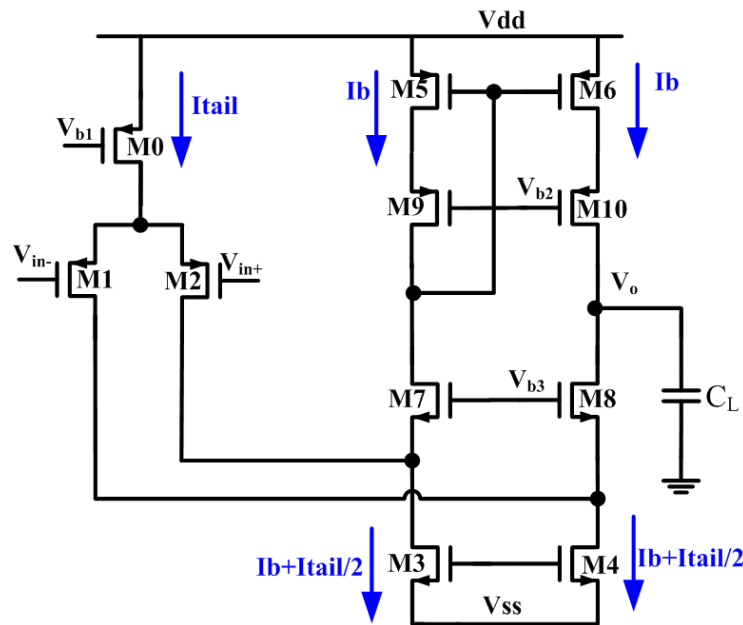 Vdd
Itail
Ib
M5
M6
Ib
Vb1
M0
M9
Vb2
M10
Vin-
M1
M2
Vin+
Vo
M7
Vb3
M8
CL
Ib+Itail/2
M3
M4
Ib+Itail/2
Vss